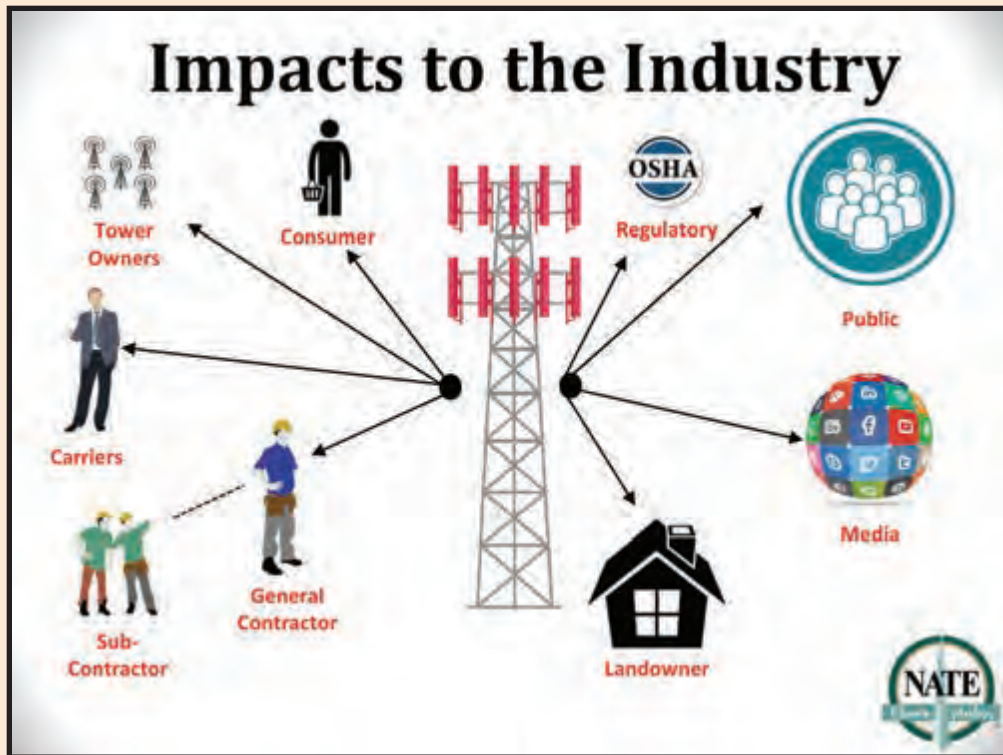 Impacts to the Industry
Tower
Owners
Consumer
OSHA
Regulatory
Public
Carriers
Media
General
Contractor
Sub-
Contractor
Landowner
NATE